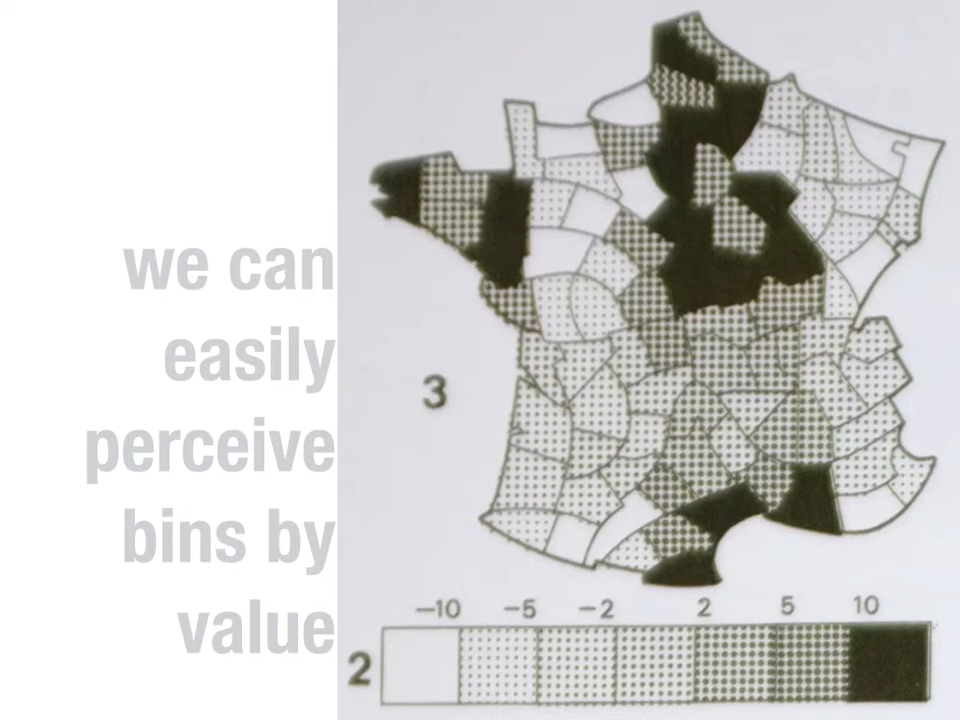 we can
easily
perceive
bins by
value
3
−10 −5 −2 2 5 10
2